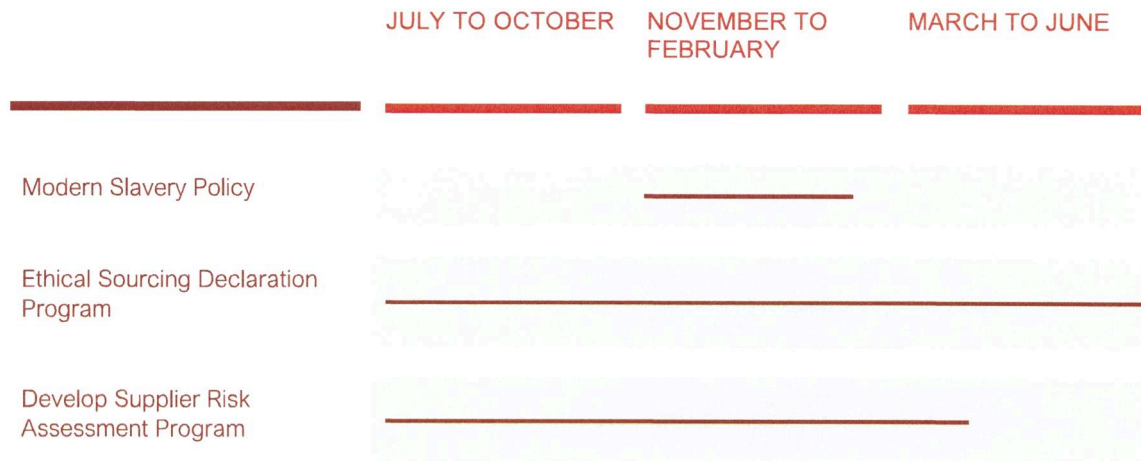 JULY TO OCTOBER
NOVEMBER TO
FEBRUARY
MARCH TO JUNE
Modern Slavery Policy
Ethical Sourcing Declaration
Program
Develop Supplier Risk
Assessment Program